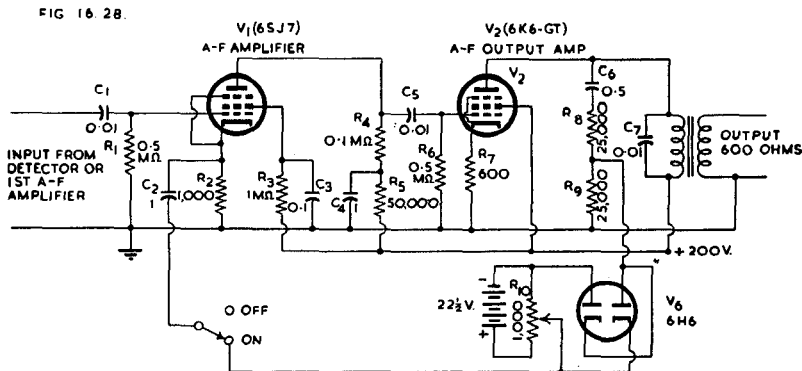 FIG 16.28.
V1(6SJ7)
A-F AMPLIFIER
V2(6K6-GT)
A-F OUTPUT AMP
V2
C1
0.01
R1
0.5
MΩ
INPUT FROM
DETECTOR OR
1ST A-F
AMPLIFIER
C2
1
R2
1,000
R3
1MΩ
C3
0.1
R4
0.1MΩ
C4
1
R5
50,000
C5
0.01
R6
0.5
MΩ
R7
600
C6
0.5
R8
25,000
R9
25,000
C7
0.01
OUTPUT
600 OHMS
+200V.
OFF
ON
22½V.
-
+
R10
1,000
V6
6H6